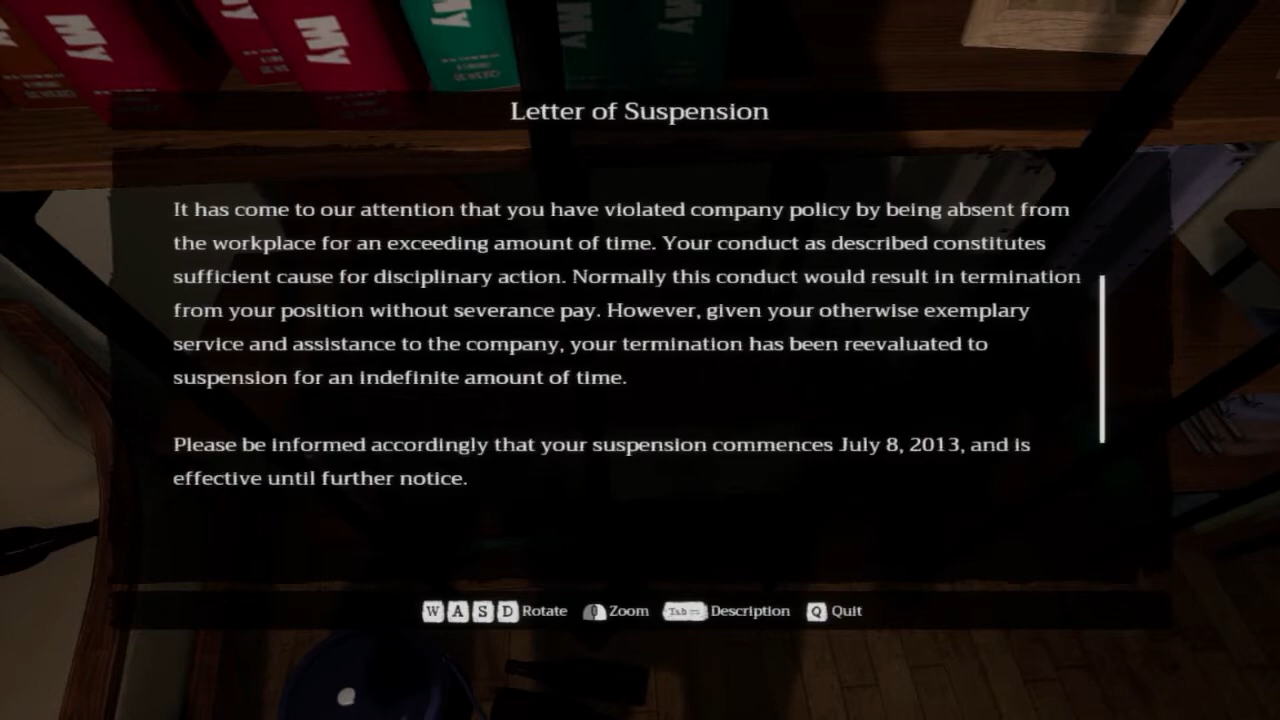 MY
MY
MY
MY
MY
Letter of Suspension
It has come to our attention that you have violated company policy by being absent from
the workplace for an exceeding amount of time. Your conduct as described constitutes
sufficient cause for disciplinary action. Normally this conduct would result in termination
from your position without severance pay. However, given your otherwise exemplary
service and assistance to the company, your termination has been reevaluated to
suspension for an indefinite amount of time.
Please be informed accordingly that your suspension commences July 8, 2013, and is
effective until further notice.
W A S D Rotate Zoom Tab Description Q Quit